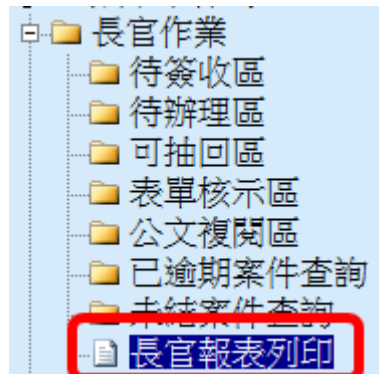 長官作業
待簽收區
待辦理區
可抽回區
表單核示區
公文複閱區
已逾期案件查詢
未結案件查詢
長官報表列印